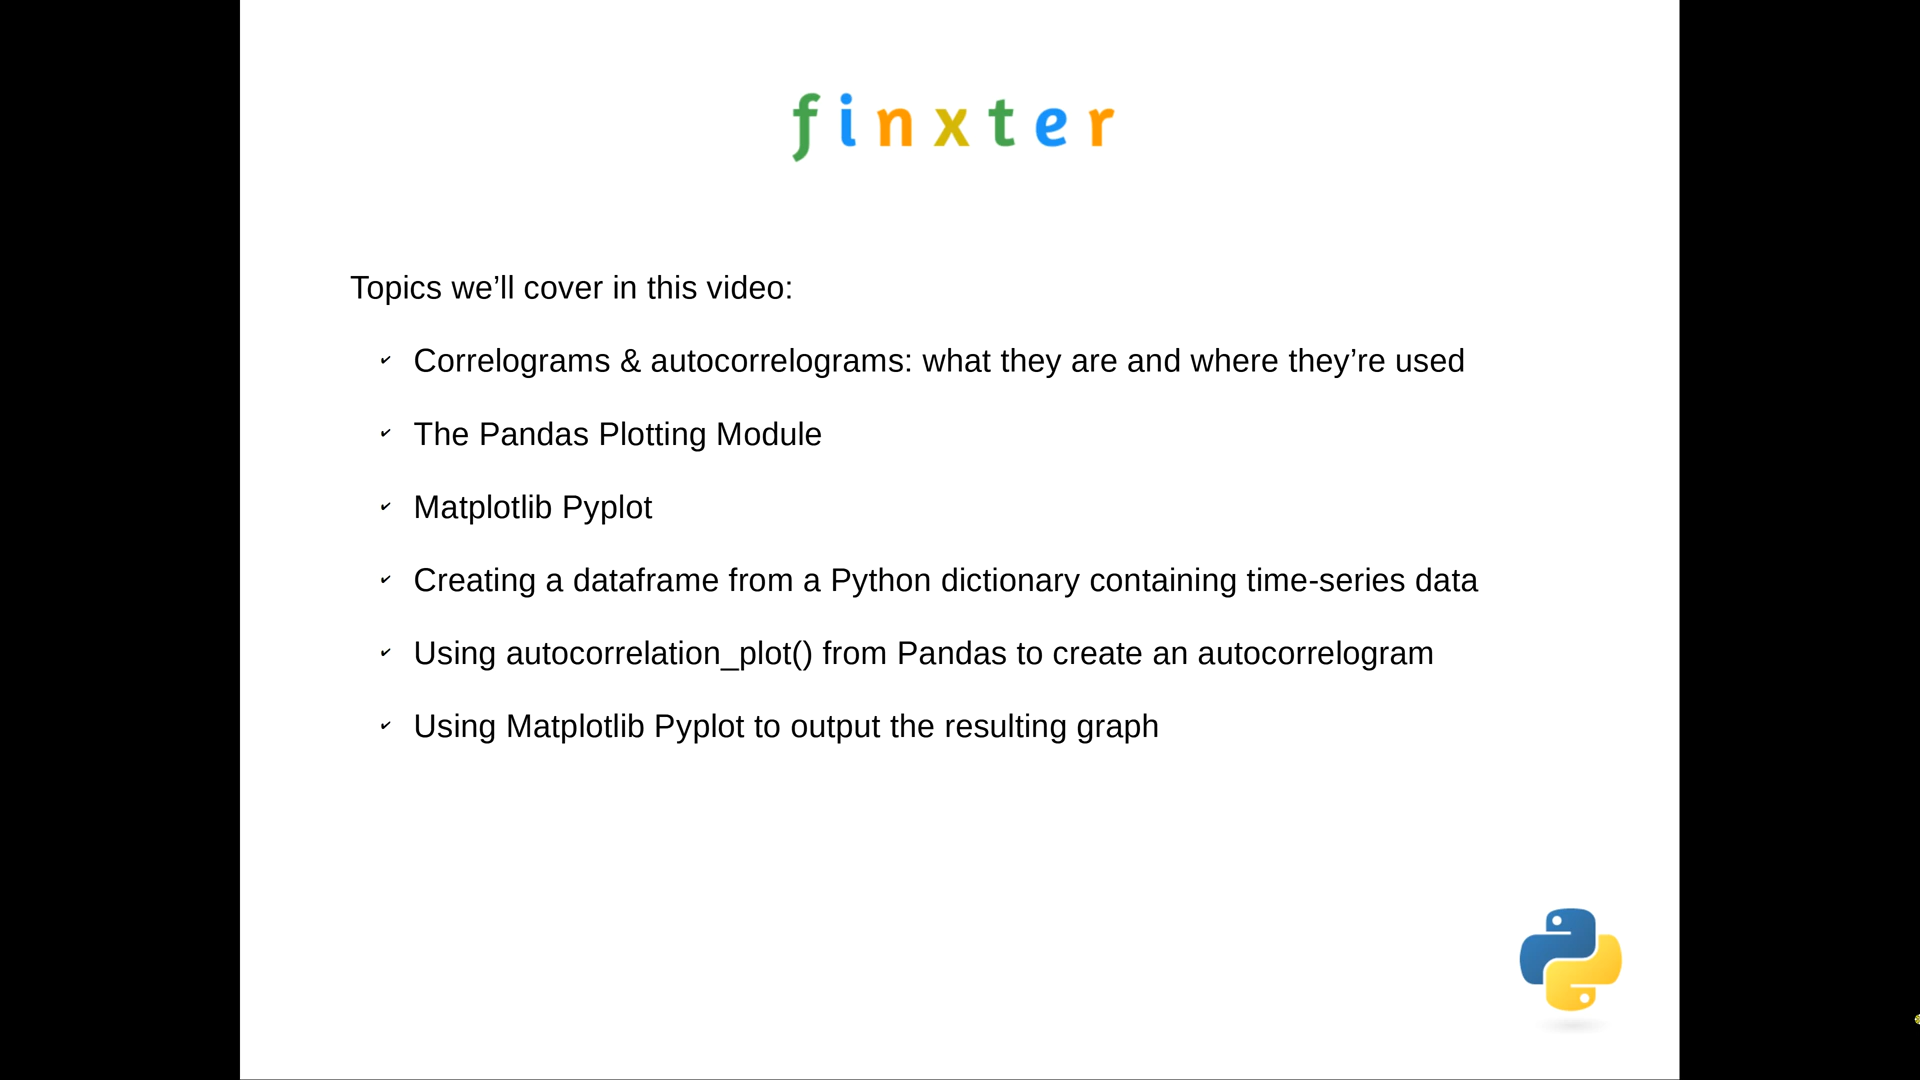 finxter
Topics we’ll cover in this video:
✔ Correlograms & autocorrelograms: what they are and where they’re used
✔ The Pandas Plotting Module
✔ Matplotlib Pyplot
✔ Creating a dataframe from a Python dictionary containing time-series data
✔ Using autocorrelation_plot() from Pandas to create an autocorrelogram
✔ Using Matplotlib Pyplot to output the resulting graph